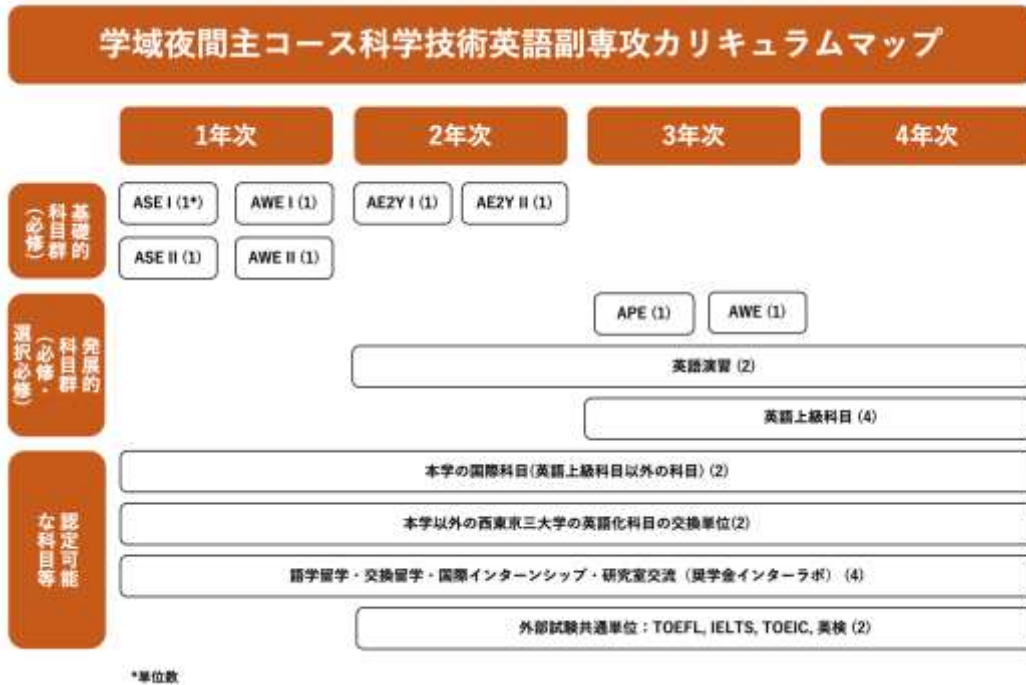 学域夜間主コース科学技術英語副専攻カリキュラムマップ
1年次
2年次
3年次
4年次
基礎的
科目群
(必修)
ASE I (1*)
AWE I (1)
AE2Y I (1)
AE2Y II (1)
ASE II (1)
AWE II (1)
発展的
科目群
(必修・
選択必修)
APE (1)
AWE (1)
英語演習 (2)
英語上級科目 (4)
認定可能
な科目等
本学の国際科目(英語上級科目以外の科目) (2)
本学以外の西東京三大学の英語化科目の交換単位(2)
語学留学・交換留学・国際インターンシップ・研究室交流(奨学金インターラボ) (4)
外部試験共通単位:TOEFL, IELTS, TOEIC, 英検 (2)
*単位数